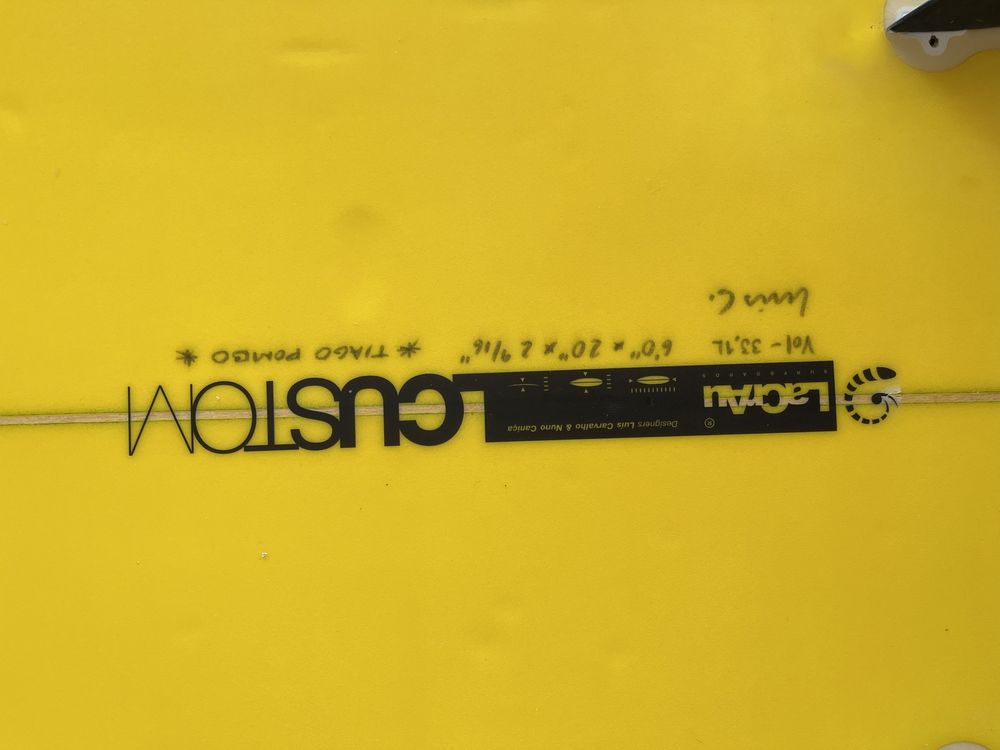 Designers Luis Carvalho & Nuno Caniça
LaCrAu ® LCUSTOM
SURFBOARDS
Vol - 33,1L 6'0" x 20" x 2 9/16" * TIAGO POMBO *
Luis C.